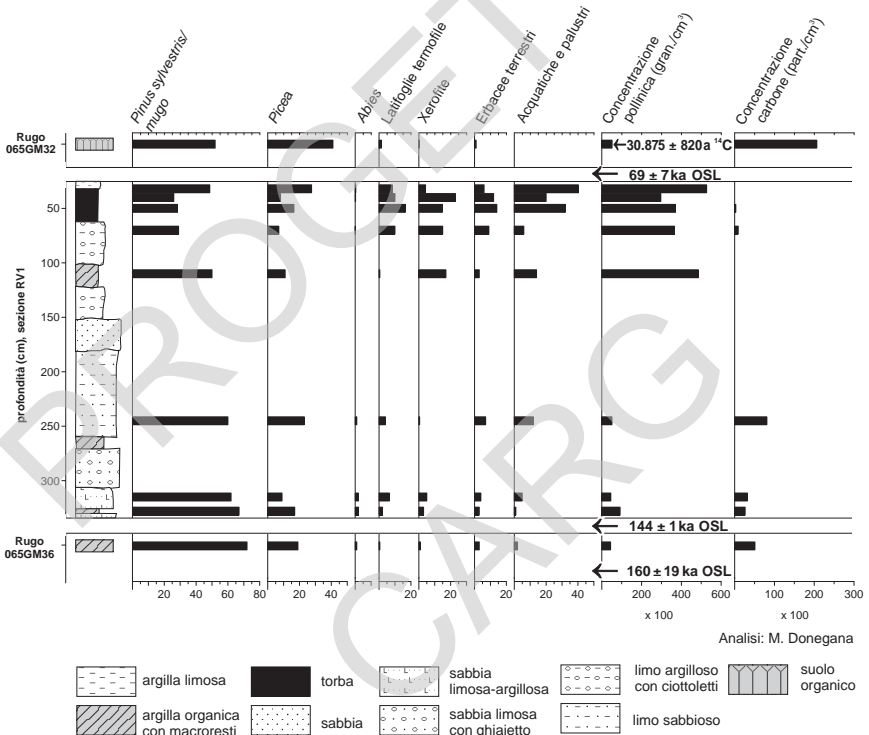 Pinus sylvestris/
mugo
Picea
Abies
Latifoglie termofile
Xerofite
Erbacee terrestri
Acquatiche e palustri
Concentrazione
pollinica (gran./cm³)
Concentrazione
carbone (part./cm³)
Rugo
065GM32
30.875 ± 820a ¹⁴C
69 ± 7ka OSL
profondità (cm), sezione RV1
50
100
150
200
250
300
144 ± 1ka OSL
Rugo
065GM36
160 ± 19 ka OSL
20 40 60 80 20 40 20 20 20 20 40 200 400 600 100 200 300
x 100 x 100
Analisi: M. Donegana
argilla limosa
torba
sabbia
limosa-argillosa
limo argilloso
con ciottoletti
suolo
organico
argilla organica
con macroresti
sabbia
sabbia limosa
con ghiaietto
limo sabbioso
PROGETTO
CARG